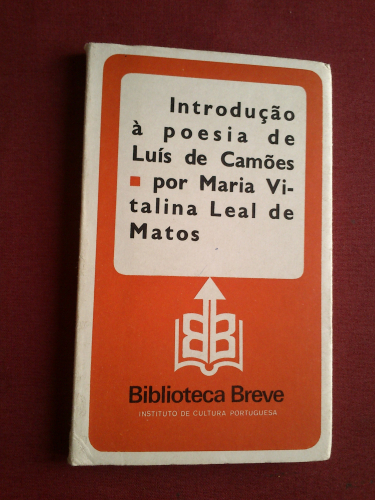 Introdução
à poesia de
Luís de Camões
▪ por Maria Vi-
talina Leal de
Matos
BB
Biblioteca Breve
INSTITUTO DE CULTURA PORTUGUESA